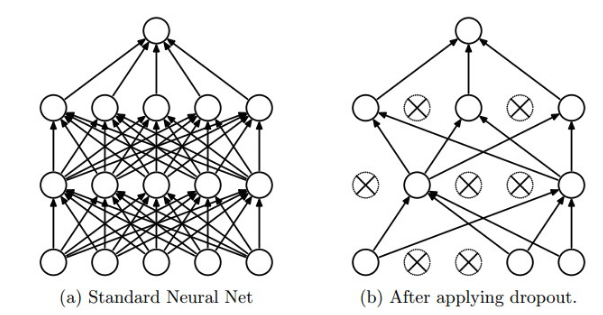 (a) Standard Neural Net
(b) After applying dropout.